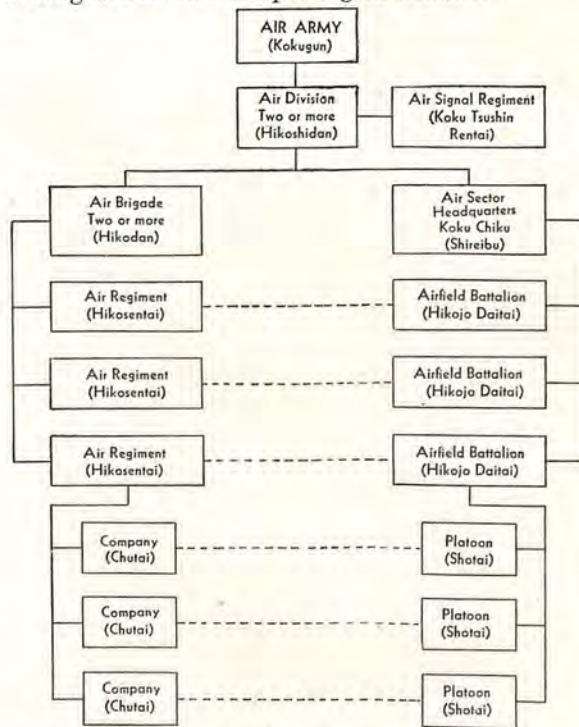 AIR ARMY
(Kokugun)
Air Division
Two or more
(Hikoshidan)
Air Signal Regiment
(Koku Tsushin
Rentai)
Air Brigade
Two or more
(Hikodan)
Air Sector
Headquarters
Koku Chiku
(Shireibu)
Air Regiment
(Hikosentai)
Airfield Battalion
(Hikojo Daitai)
Air Regiment
(Hikosentai)
Airfield Battalion
(Hikojo Daitai)
Air Regiment
(Hikosentai)
Airfield Battalion
(Hikojo Daitai)
Company
(Chutai)
Platoon
(Shotai)
Company
(Chutai)
Platoon
(Shotai)
Company
(Chutai)
Platoon
(Shotai)